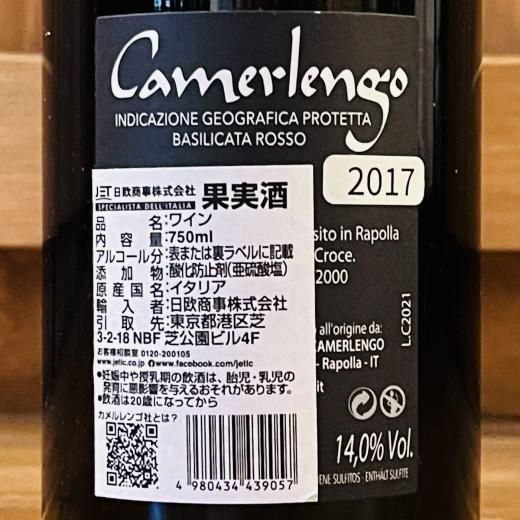 Camerlengo
INDICAZIONE GEOGRAFICA PROTETTA
BASILICATA ROSSO
2017
JET 日欧商事株式会社 果実酒
SPECIALISTA DELL'ITALIA
品名:ワイン
内容量:750ml
アルコール分:表または裏ラベルに記載
添加物:酸化防止剤(亜硫酸塩)
原産国名:イタリア
輸入者:日欧商事株式会社
引取先:東京都港区芝
3-2-18 NBF 芝公園ビル4F
お客様相談室 0120-200105
www.jetlc.co.jp www.facebook.com/jetlc
•妊娠中や授乳期の飲酒は、胎児・乳児の
発育に悪影響を与えるおそれがあります。
•飲酒は20歳になってから
カメルレンゴ社とは?
4 980434 439057
sito in Rapolla
Croce.
2000
all'origine da:
CAMERLENGO
- Rapolla - IT
it
L.C2021
14,0% Vol.
ENE SULFITOS - ENTHÄLT SULFITE